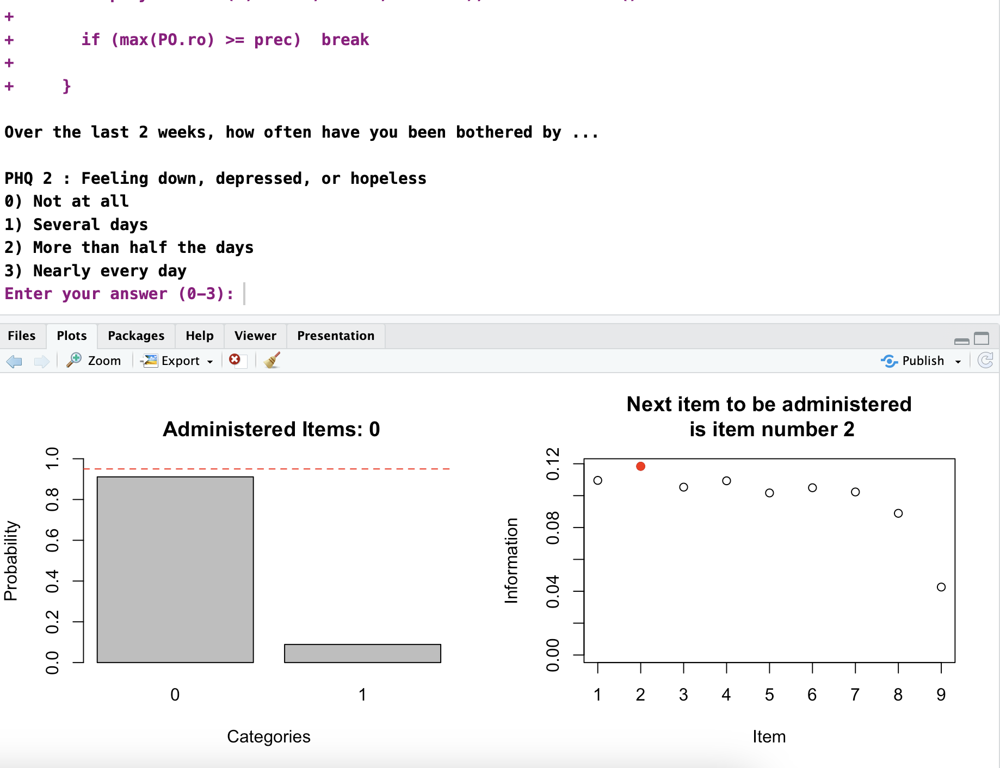 +
+       if (max(PO.ro) >= prec)  break
+
+     }
Over the last 2 weeks, how often have you been bothered by ...
PHQ 2 : Feeling down, depressed, or hopeless
0) Not at all
1) Several days
2) More than half the days
3) Nearly every day
Enter your answer (0-3):
Files Plots Packages Help Viewer Presentation
Zoom Export Publish
Administered Items: 0
Probability
1.0
0.8
0.6
0.4
0.2
0.0
0 1
Categories
Next item to be administered
is item number 2
Information
0.12
0.08
0.04
0.00
1 2 3 4 5 6 7 8 9
Item